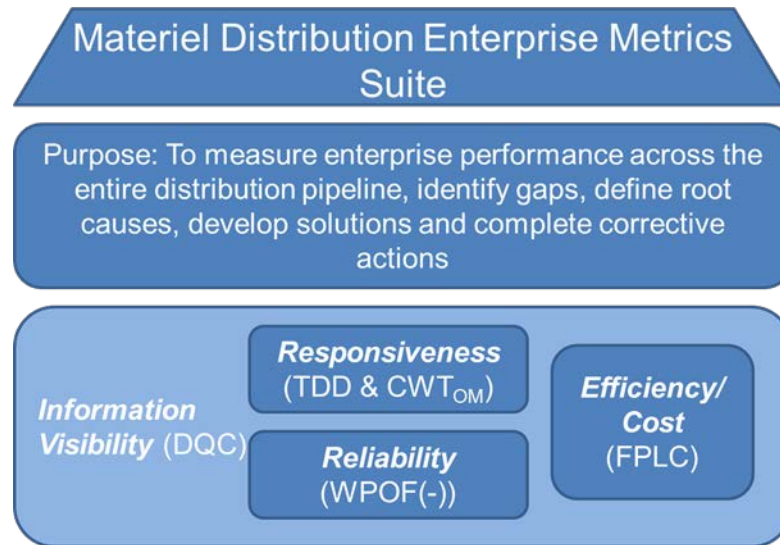 Materiel Distribution Enterprise Metrics
Suite
Purpose: To measure enterprise performance across the
entire distribution pipeline, identify gaps, define root
causes, develop solutions and complete corrective
actions
Information
Visibility (DQC)
Responsiveness
(TDD & CWT_OM)
Reliability
(WPOF(-))
Efficiency/
Cost
(FPLC)